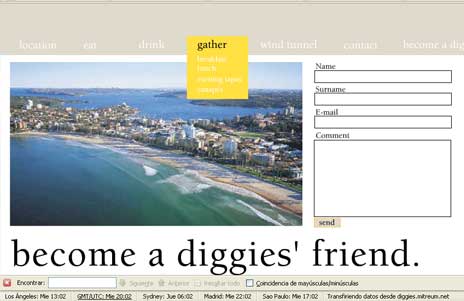 location eat drink gather wind tunnel contact become a dig
breakfast
lunch
evening tapas
canapés
Name
Surname
E-mail
Comment
send
become a diggies' friend.
Encontrar: Siguiente Anterior Resaltar todo Coincidencia de mayúsculas/minúsculas
Los Ángeles: Mie 13:02 GMT/UTC: Mie 20:02 Sydney: Jue 06:02 Madrid: Mie 22:02 Sao Paulo: Mie 17:02 Transfiriendo datos desde diggies.mitreum.net